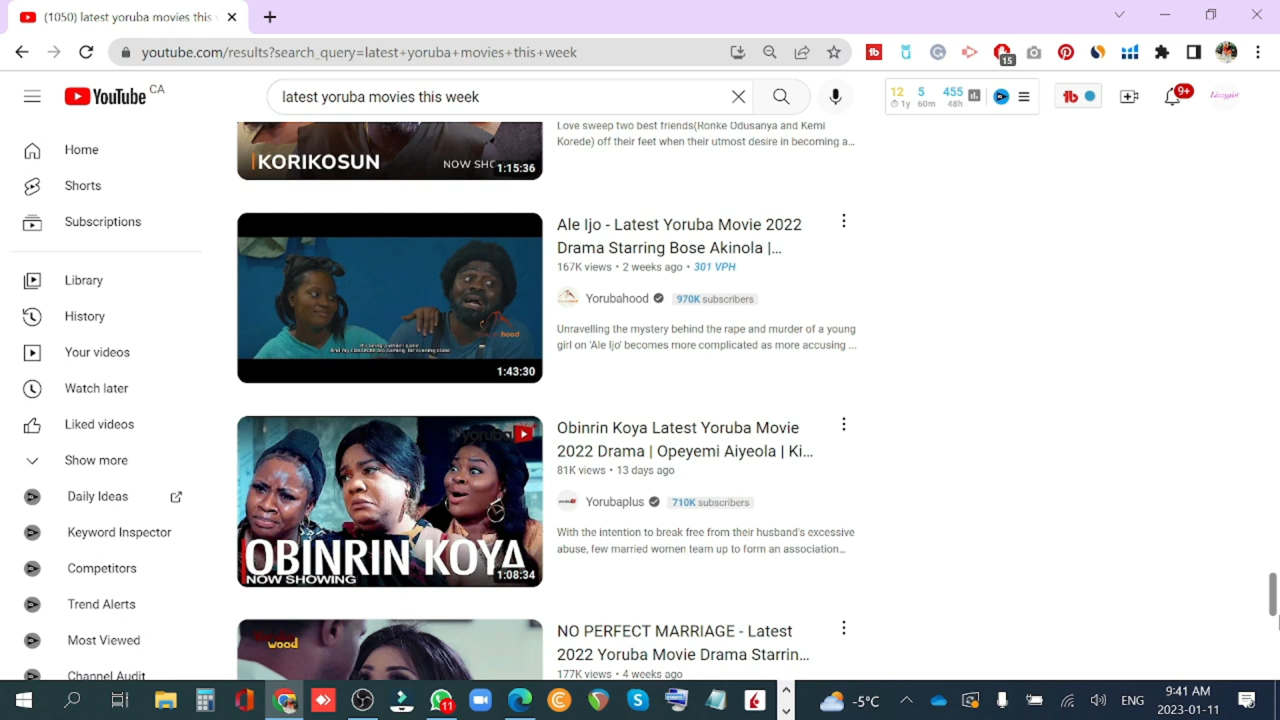 (1050) latest yoruba movies this
youtube.com/results?search_query=latest+yoruba+movies+this+week
15
YouTube CA
latest yoruba movies this week
12 5 455
1y 60m 48h
9+
Home
Shorts
Subscriptions
Library
History
Your videos
Watch later
Liked videos
Show more
Daily Ideas
Keyword Inspector
Competitors
Trend Alerts
Most Viewed
Channel Audit
KORIKOSUN
1:15:36
Love sweep two best friends(Ronke Odusanya and Kemi
Korede) off their feet when their utmost desire in becoming a...
hood
1:43:30
Ale Ijo - Latest Yoruba Movie 2022
Drama Starring Bose Akinola |...
167K views • 2 weeks ago • 301 VPH
Yorubahood 970K subscribers
Unravelling the mystery behind the rape and murder of a young
girl on 'Ale Ijo' becomes more complicated as more accusing ...
OBINRIN KOYA
NOW SHOWING
1:08:34
Obinrin Koya Latest Yoruba Movie
2022 Drama | Opeyemi Aiyeola | Ki...
81K views • 13 days ago
Yorubaplus 710K subscribers
With the intention to break free from their husband's excessive
abuse, few married women team up to form an association...
wood
NO PERFECT MARRIAGE - Latest
2022 Yoruba Movie Drama Starrin...
177K views • 4 weeks ago
11
-5°C
ENG
9:41 AM
2023-01-11